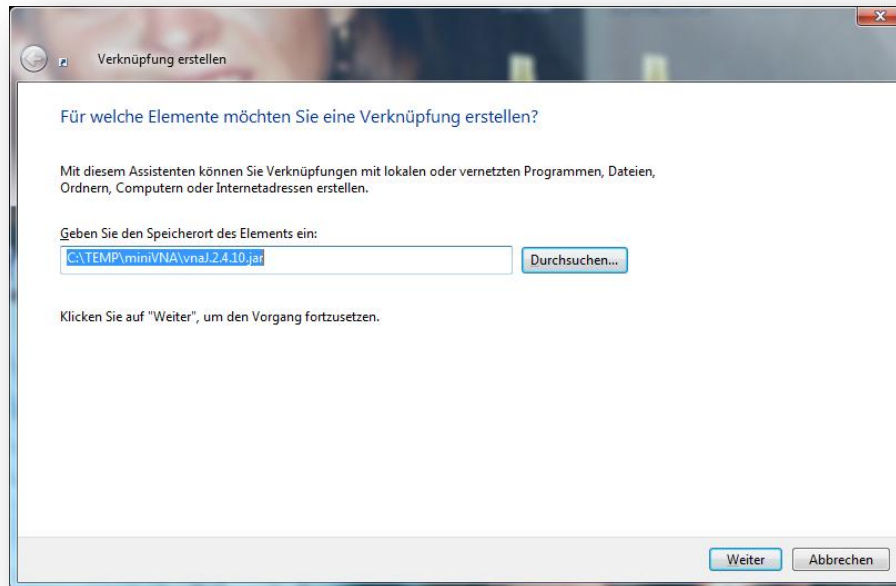 Verknüpfung erstellen
Für welche Elemente möchten Sie eine Verknüpfung erstellen?
Mit diesem Assistenten können Sie Verknüpfungen mit lokalen oder vernetzten Programmen, Dateien,
Ordnern, Computern oder Internetadressen erstellen.
Geben Sie den Speicherort des Elements ein:
C:\TEMP\miniVNA\vnaJ.2.4.10.jar
Durchsuchen...
Klicken Sie auf "Weiter", um den Vorgang fortzusetzen.
Weiter
Abbrechen